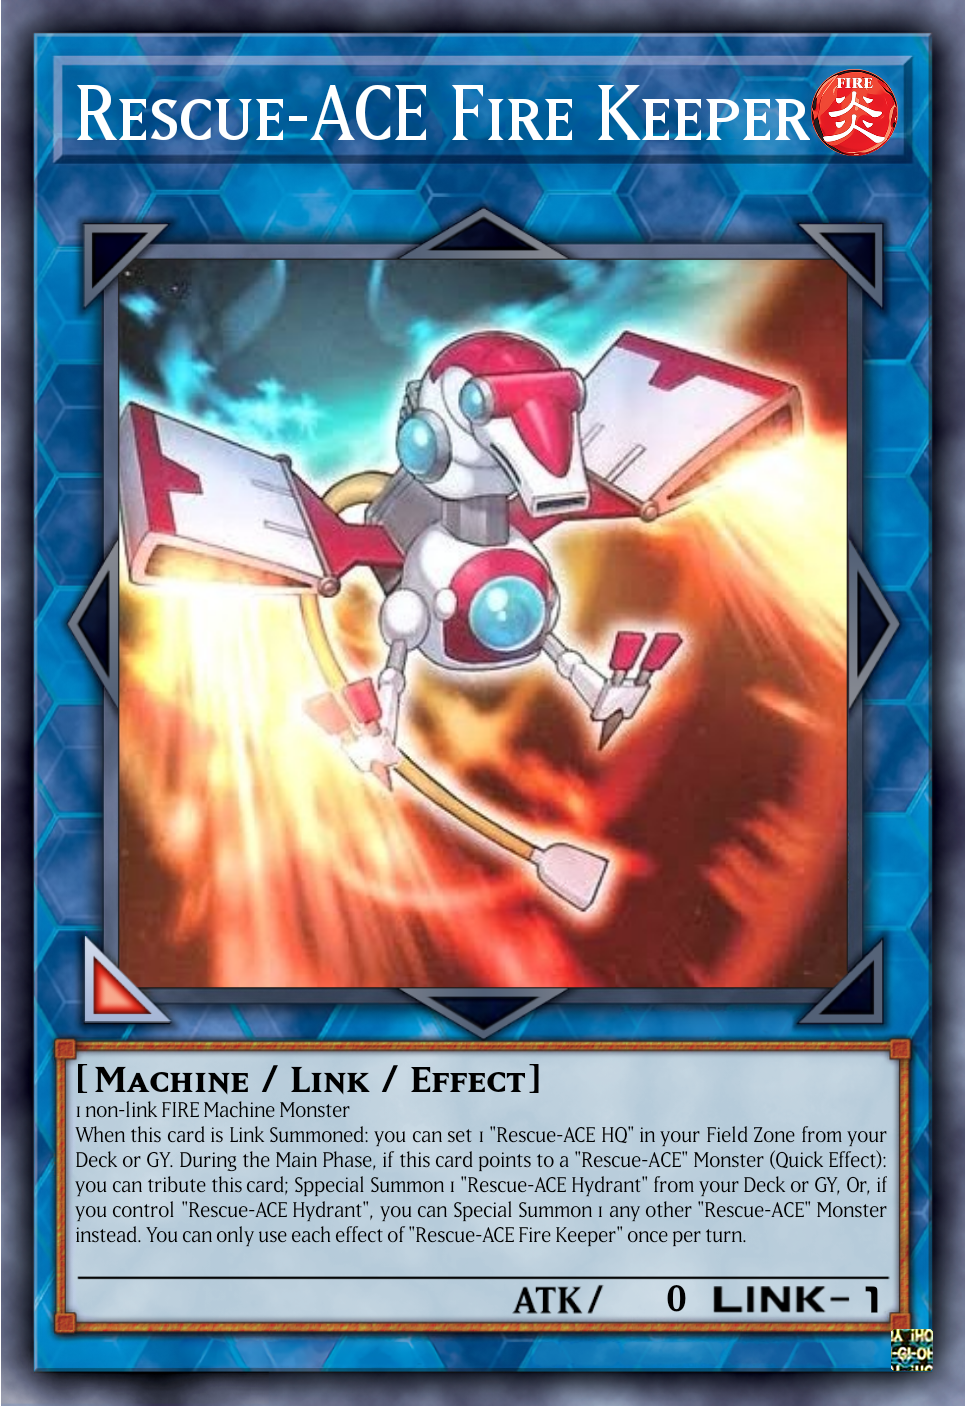 Rescue-ACE Fire Keeper
FIRE
炎
[Machine / Link / Effect]
1 non-link FIRE Machine Monster
When this card is Link Summoned: you can set 1 "Rescue-ACE HQ" in your Field Zone from your
Deck or GY. During the Main Phase, if this card points to a "Rescue-ACE" Monster (Quick Effect):
you can tribute this card; Sppecial Summon 1 "Rescue-ACE Hydrant" from your Deck or GY, Or, if
you control "Rescue-ACE Hydrant", you can Special Summon 1 any other "Rescue-ACE" Monster
instead. You can only use each effect of "Rescue-ACE Fire Keeper" once per turn.
ATK/ 0 LINK-1